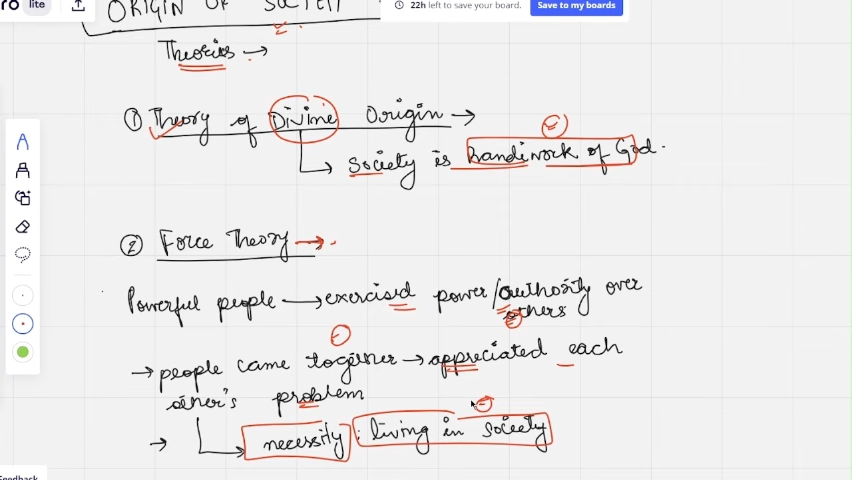 ro lite
22h left to save your board. Save to my boards
ORIGIN OF SOCIETY
Theories →
① Theory of Divine Origin →
↳ Society is handiwork of God.
② Force Theory →
Powerful people → exercised power/authority over
others
→ people came together → appreciated each
other's problem
→ ↳ necessity : living in society
Feedback